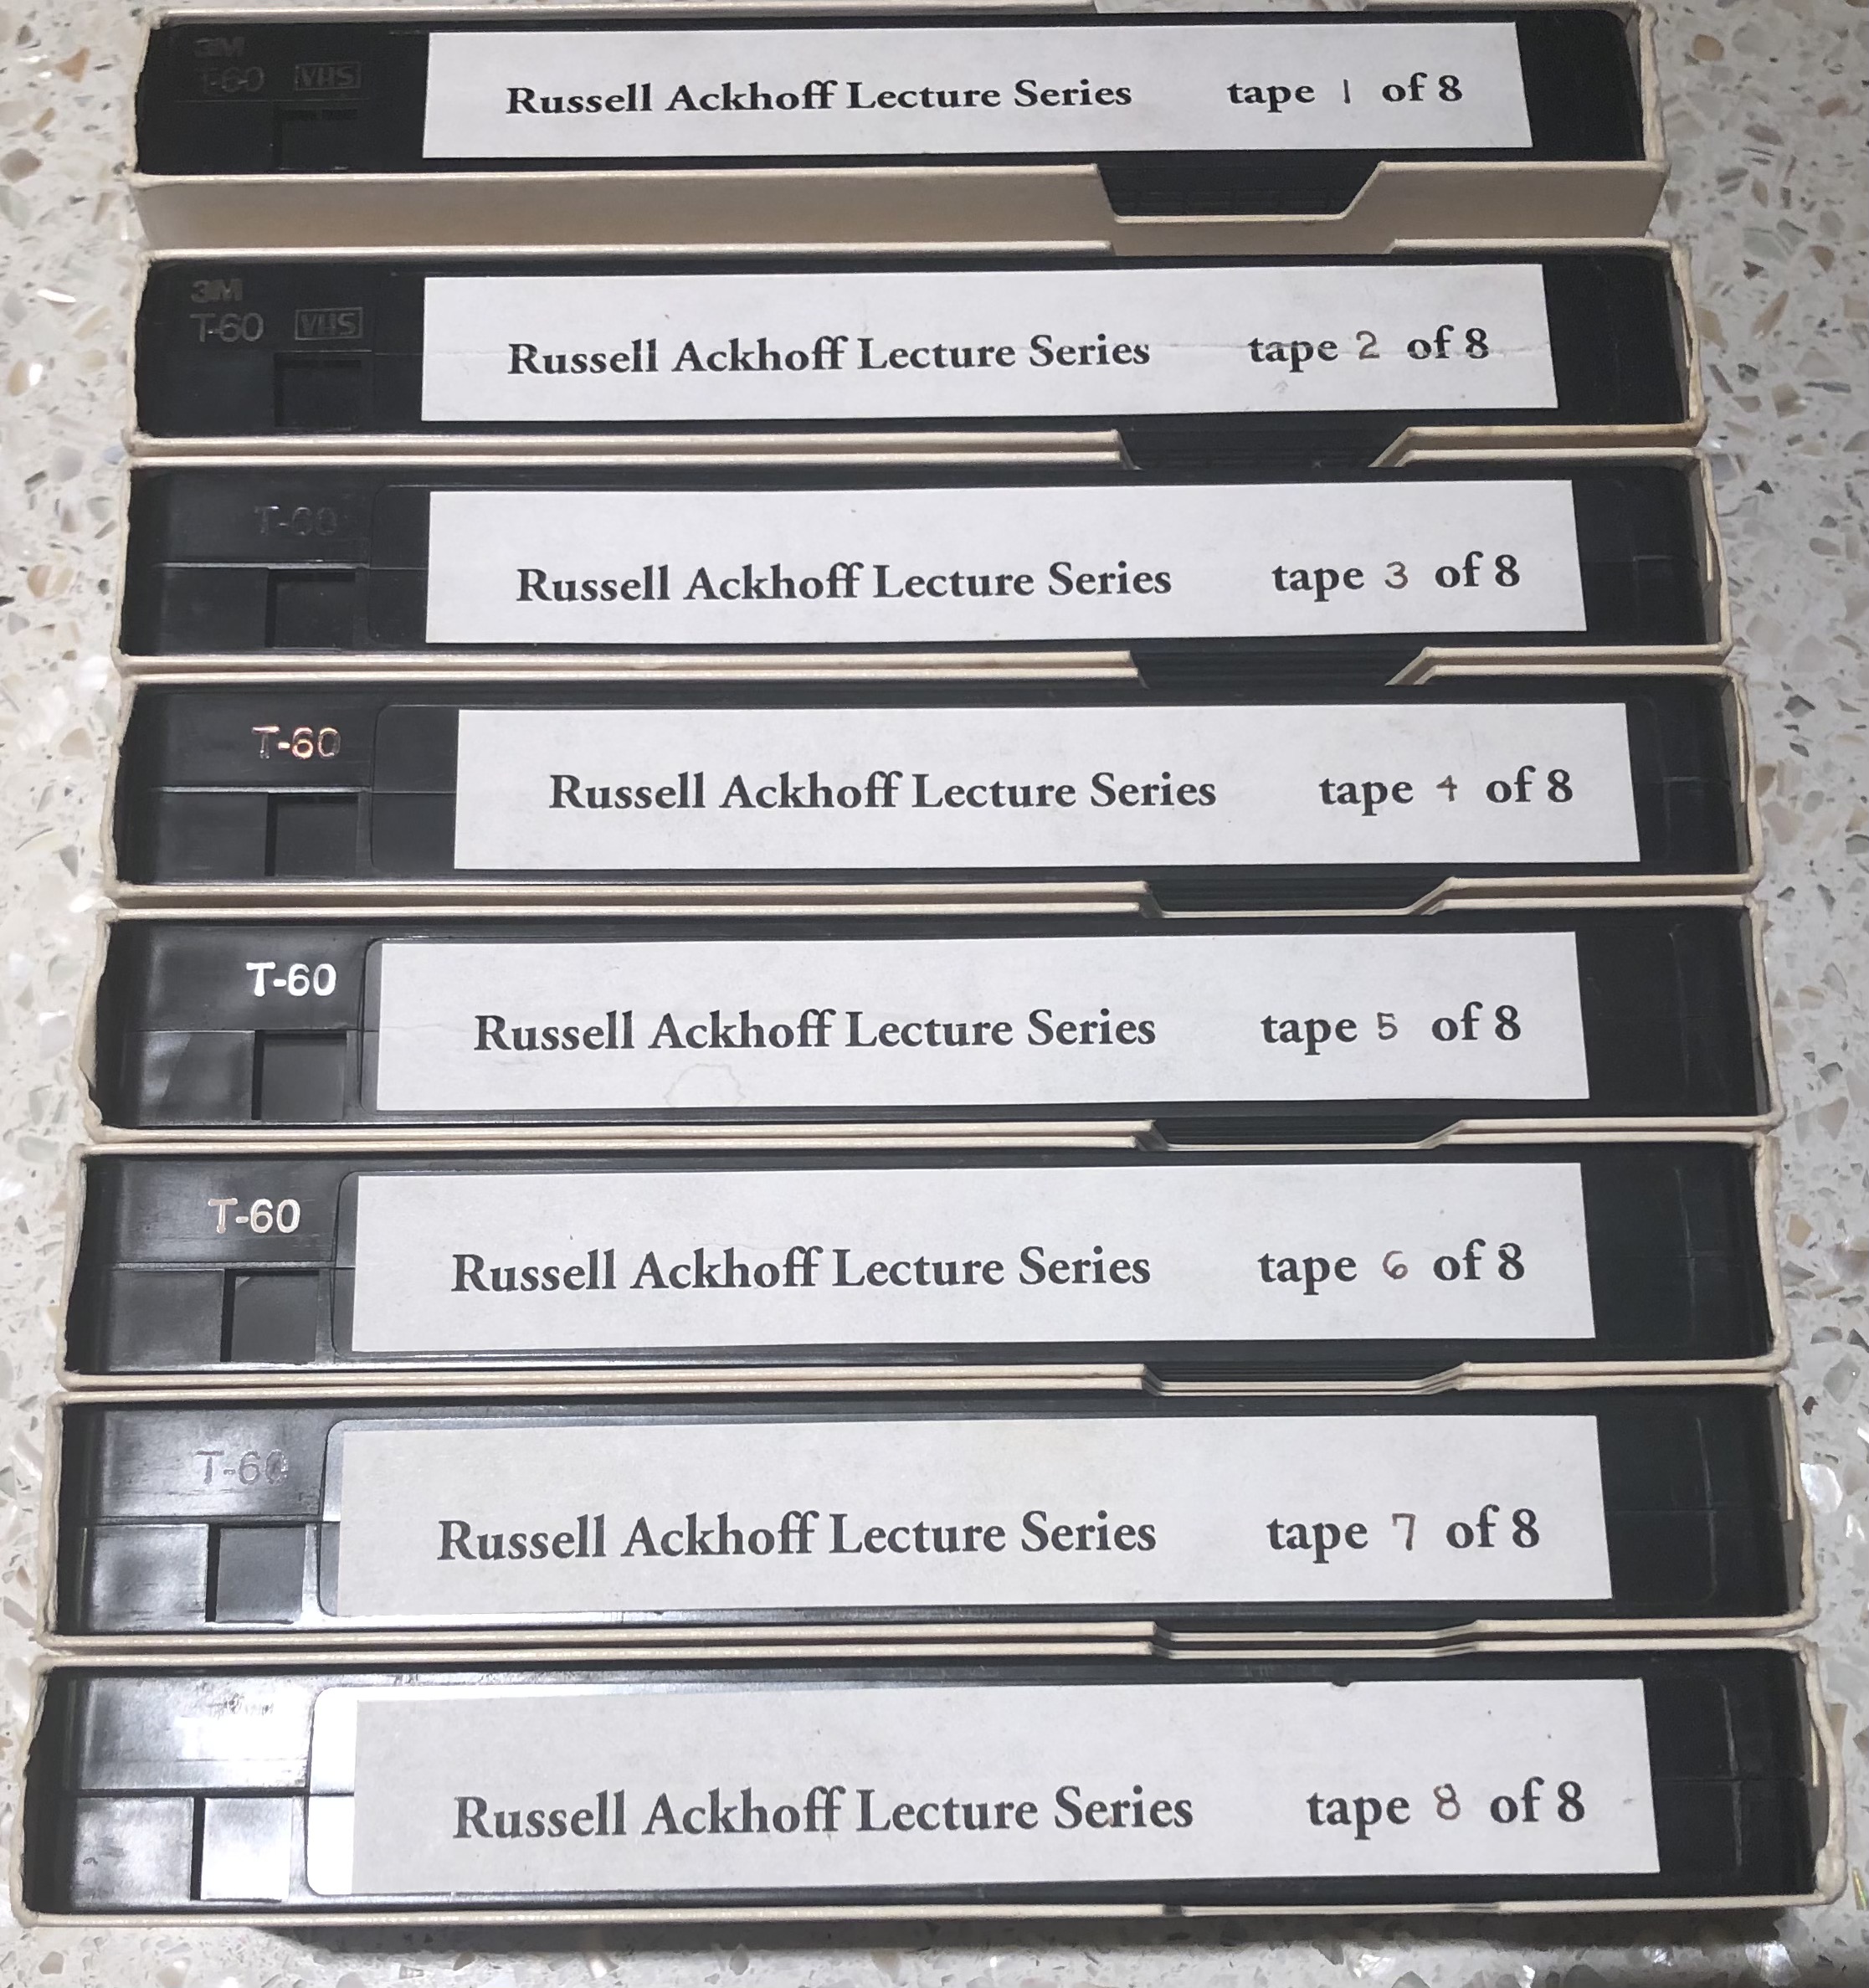 3M
T-60 VHS
Russell Ackhoff Lecture Series tape 1 of 8
3M
T-60 VHS
Russell Ackhoff Lecture Series tape 2 of 8
T-60
Russell Ackhoff Lecture Series tape 3 of 8
T-60
Russell Ackhoff Lecture Series tape 4 of 8
T-60
Russell Ackhoff Lecture Series tape 5 of 8
T-60
Russell Ackhoff Lecture Series tape 6 of 8
T-60
Russell Ackhoff Lecture Series tape 7 of 8
Russell Ackhoff Lecture Series tape 8 of 8